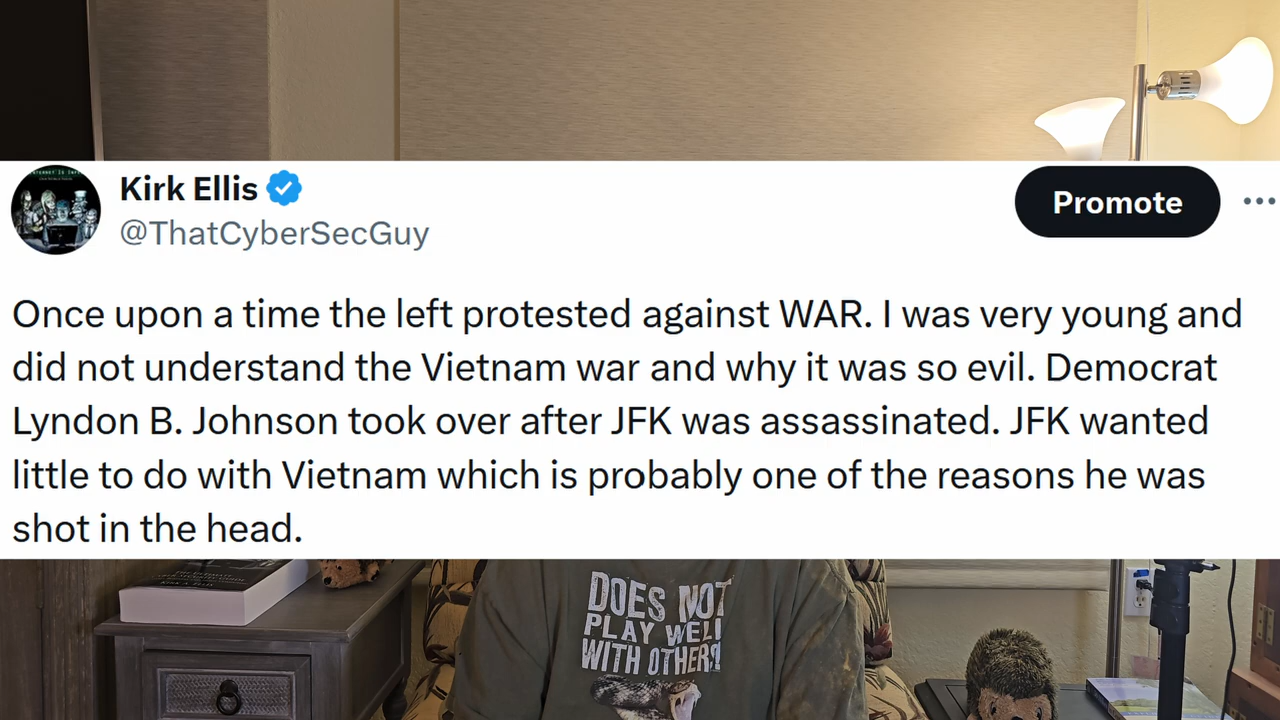 Kirk Ellis
@ThatCyberSecGuy
Promote
Once upon a time the left protested against WAR. I was very young and
did not understand the Vietnam war and why it was so evil. Democrat
Lyndon B. Johnson took over after JFK was assassinated. JFK wanted
little to do with Vietnam which is probably one of the reasons he was
shot in the head.
DOES NOT
PLAY WELL
WITH OTHERS